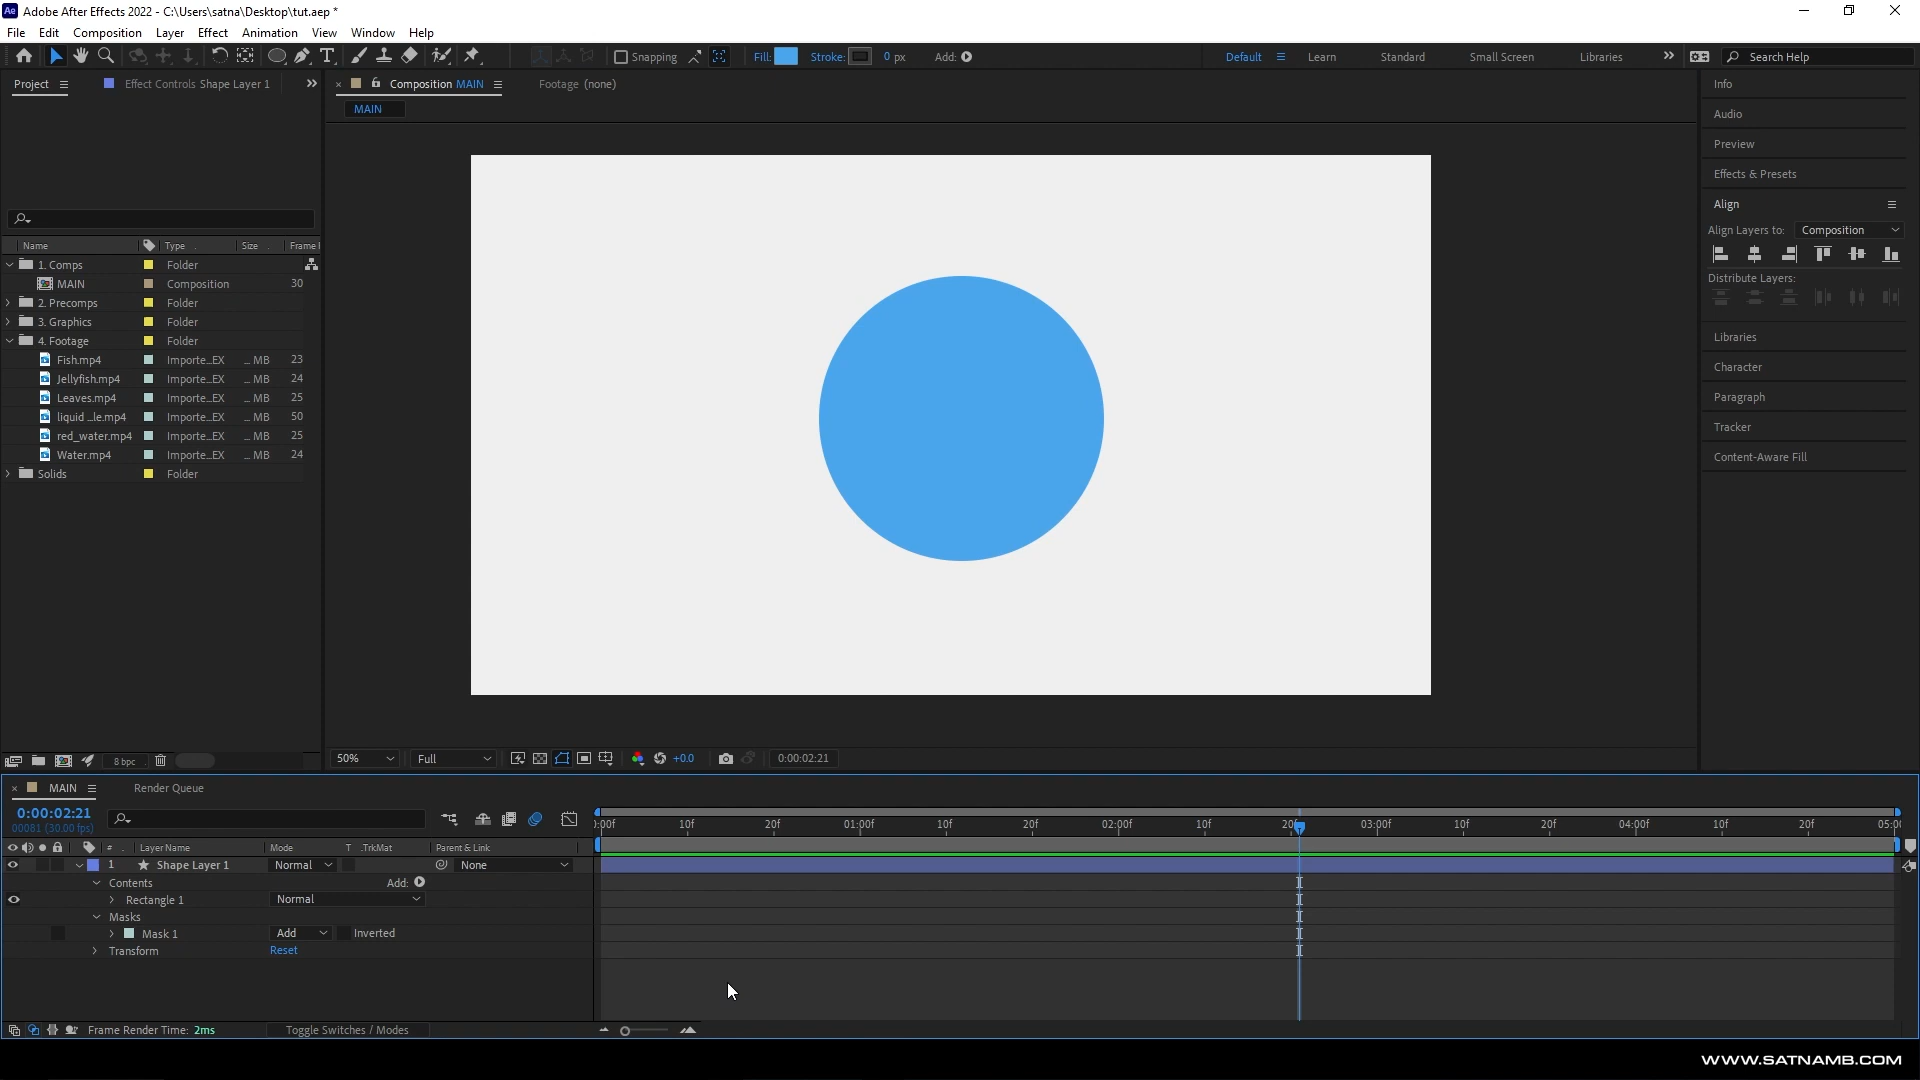 Ae Adobe After Effects 2022 - C:\Users\satna\Desktop\tut.aep *
File Edit Composition Layer Effect Animation View Window Help
Snapping Fill: Stroke: 0 px Add: Default Learn Standard Small Screen Libraries Search Help
Project Effect Controls Shape Layer 1
Composition MAIN Footage (none)
MAIN
Name Type Size
1. Comps Folder
MAIN Composition 30
2. Precomps Folder
3. Graphics Folder
4. Footage Folder
Fish.mp4 Importe...EX ... MB 23
Jellyfish.mp4 Importe...EX ... MB 24
Leaves.mp4 Importe...EX ... MB 25
liquid ...le.mp4 Importe...EX ... MB 50
red_water.mp4 Importe...EX ... MB 25
Water.mp4 Importe...EX ... MB 24
Solids Folder
8 bpc
50% Full +0.0 0:00:02:21
Info
Audio
Preview
Effects & Presets
Align
Align Layers to: Composition
Distribute Layers:
Libraries
Character
Paragraph
Tracker
Content-Aware Fill
MAIN Render Queue
0:00:02:21
00081 (30.00 fps)
:00f 10f 20f 01:00f 10f 20f 02:00f 10f 20 03:00f 10f 20f 04:00f 10f 20f 05:0
# Layer Name Mode T .TrkMat Parent & Link
1 Shape Layer 1 Normal None
Contents Add:
Rectangle 1 Normal
Masks
Mask 1 Add Inverted
Transform Reset
Frame Render Time: 2ms Toggle Switches / Modes
WWW.SATNAMB.COM